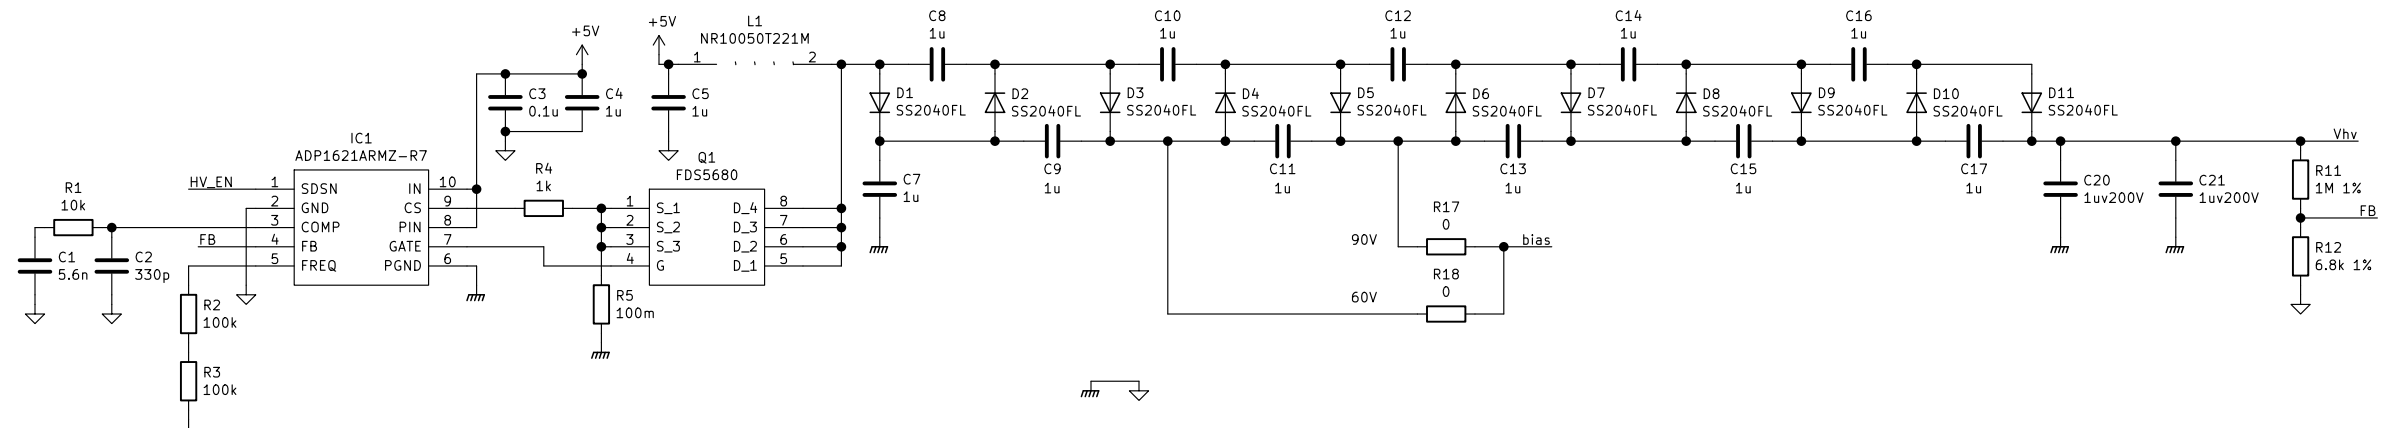 +5V
+5V
L1
NR10050T221M
1
2
C8
1u
C10
1u
C12
1u
C14
1u
C16
1u
C3
0.1u
C4
1u
C5
1u
D1
SS2040FL
D2
SS2040FL
D3
SS2040FL
D4
SS2040FL
D5
SS2040FL
D6
SS2040FL
D7
SS2040FL
D8
SS2040FL
D9
SS2040FL
D10
SS2040FL
D11
SS2040FL
C7
1u
C9
1u
C11
1u
C13
1u
C15
1u
C17
1u
Vhv
C20
1uv200V
C21
1uv200V
R11
1M 1%
FB
R12
6.8k 1%
IC1
ADP1621ARMZ-R7
HV_EN 1 SDSN IN 10
2 GND CS 9
3 COMP PIN 8
FB 4 FB GATE 7
5 FREQ PGND 6
R1
10k
C1
5.6n
C2
330p
R2
100k
R3
100k
R4
1k
R5
100m
Q1
FDS5680
1 S_1 D_4 8
2 S_2 D_3 7
3 S_3 D_2 6
4 G D_1 5
R17
0
90V
bias
R18
0
60V